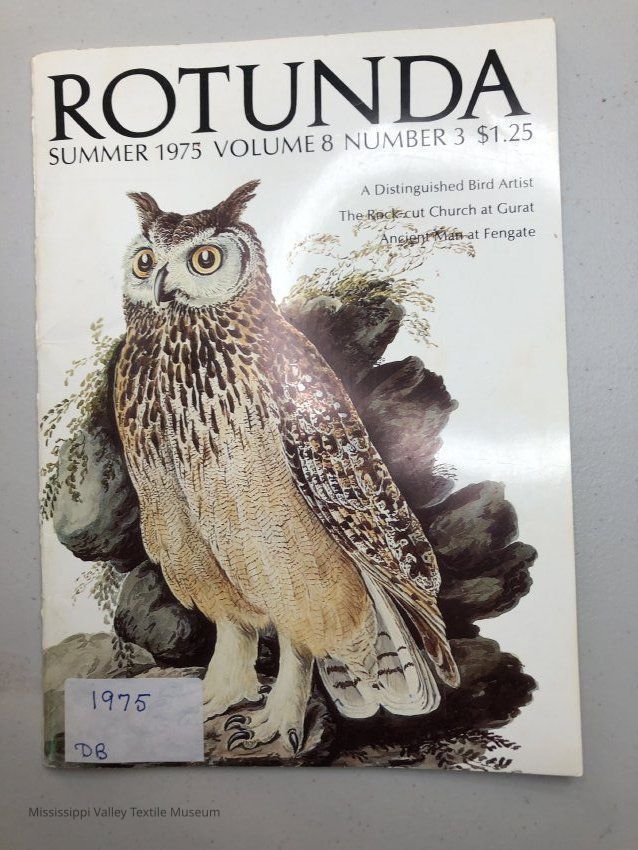 ROTUNDA
SUMMER 1975 VOLUME 8 NUMBER 3 $1.25
A Distinguished Bird Artist
The Rock-cut Church at Gurat
Ancient Man at Fengate
1975
DB
Mississippi Valley Textile Museum